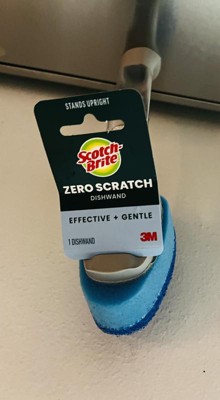 STANDS UPRIGHT
Scotch-
Brite
ZERO SCRATCH
DISHWAND
EFFECTIVE + GENTLE
1 DISHWAND
3M